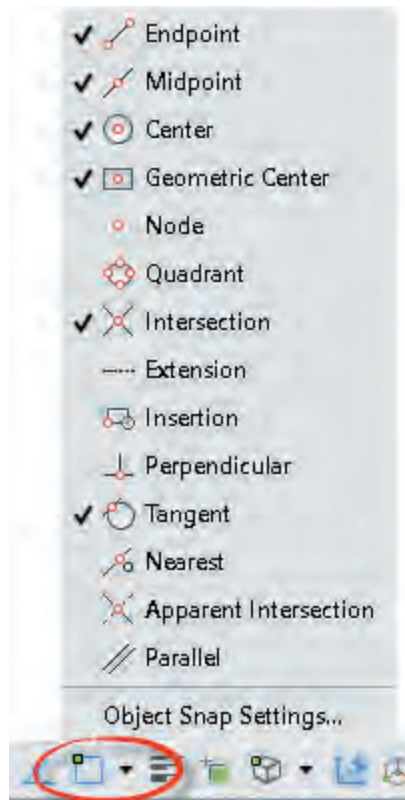 Endpoint
Midpoint
Center
Geometric Center
Node
Quadrant
Intersection
Extension
Insertion
Perpendicular
Tangent
Nearest
Apparent Intersection
Parallel
Object Snap Settings...